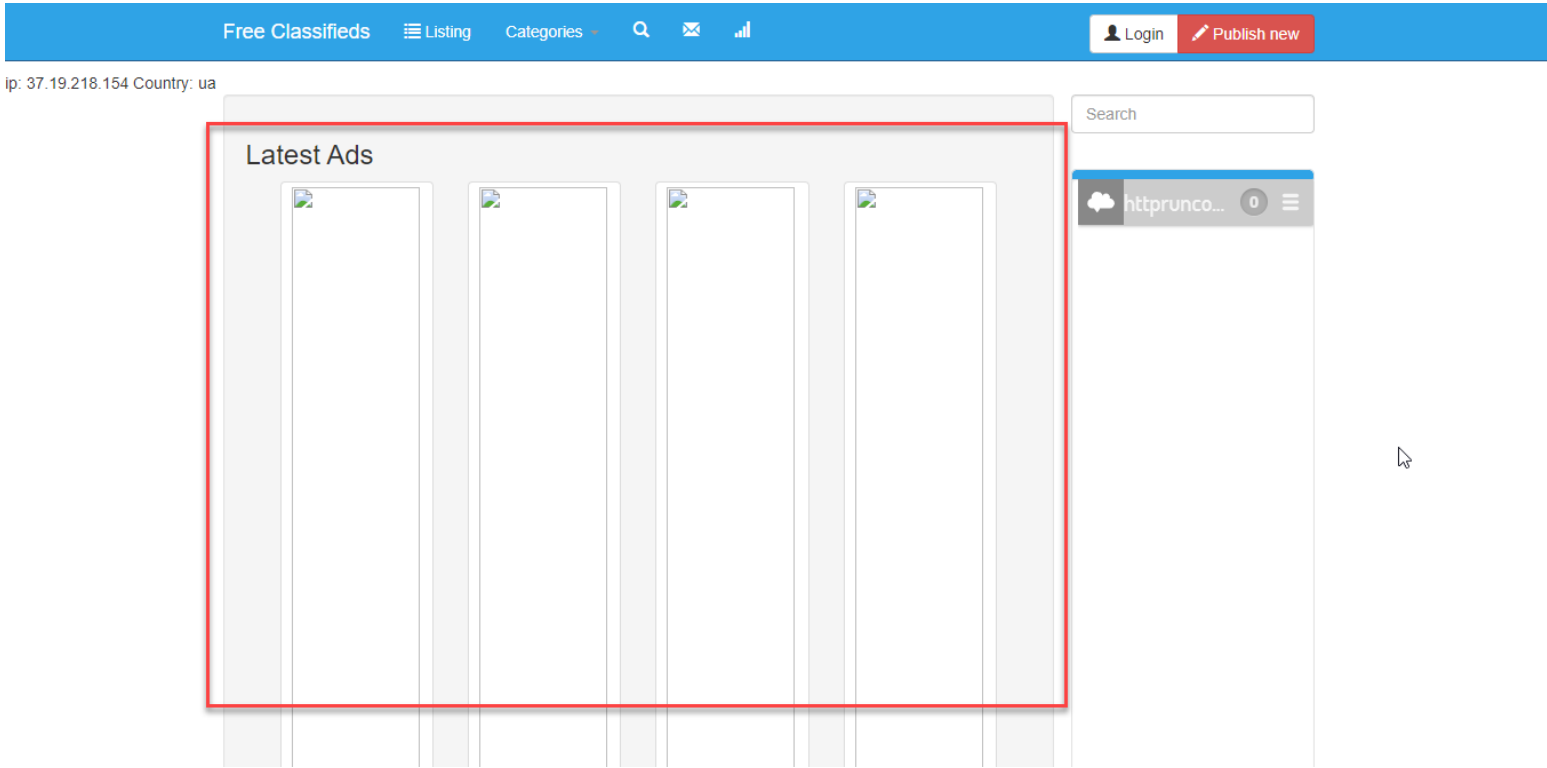 Free Classifieds Listing Categories Login Publish new
ip: 37.19.218.154 Country: ua
Search
Latest Ads
httprunco... 0